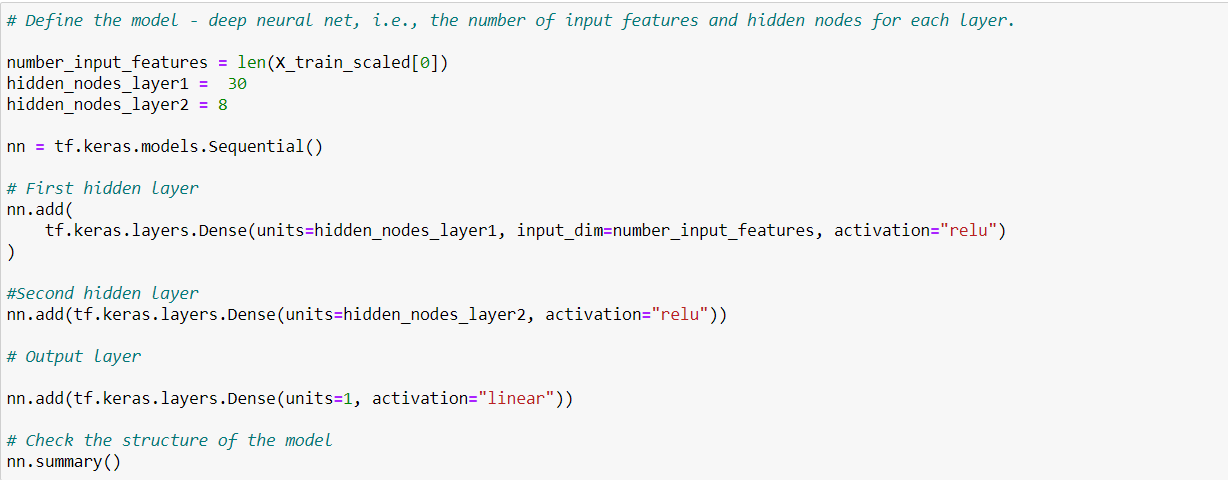 # Define the model - deep neural net, i.e., the number of input features and hidden nodes for each layer.
number_input_features = len(X_train_scaled[0])
hidden_nodes_layer1 =  30
hidden_nodes_layer2 = 8
nn = tf.keras.models.Sequential()
# First hidden layer
nn.add(
    tf.keras.layers.Dense(units=hidden_nodes_layer1, input_dim=number_input_features, activation="relu")
)
#Second hidden layer
nn.add(tf.keras.layers.Dense(units=hidden_nodes_layer2, activation="relu"))
# Output layer
nn.add(tf.keras.layers.Dense(units=1, activation="linear"))
# Check the structure of the model
nn.summary()